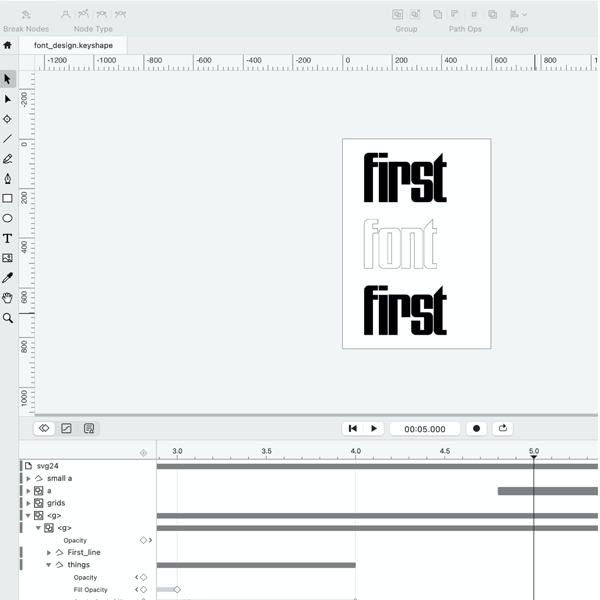 Break Nodes Node Type Group Path Ops Align
font_design.keyshape
-1200 -1000 -800 -600 -400 -200 0 200 400 600 800
-200
0
200
400
600
800
1000
first
font
first
00:05.000
3.0 3.5 4.0 4.5 5.0
svg24
small a
a
grids
<g>
<g>
Opacity
First_line
things
Opacity
Fill Opacity